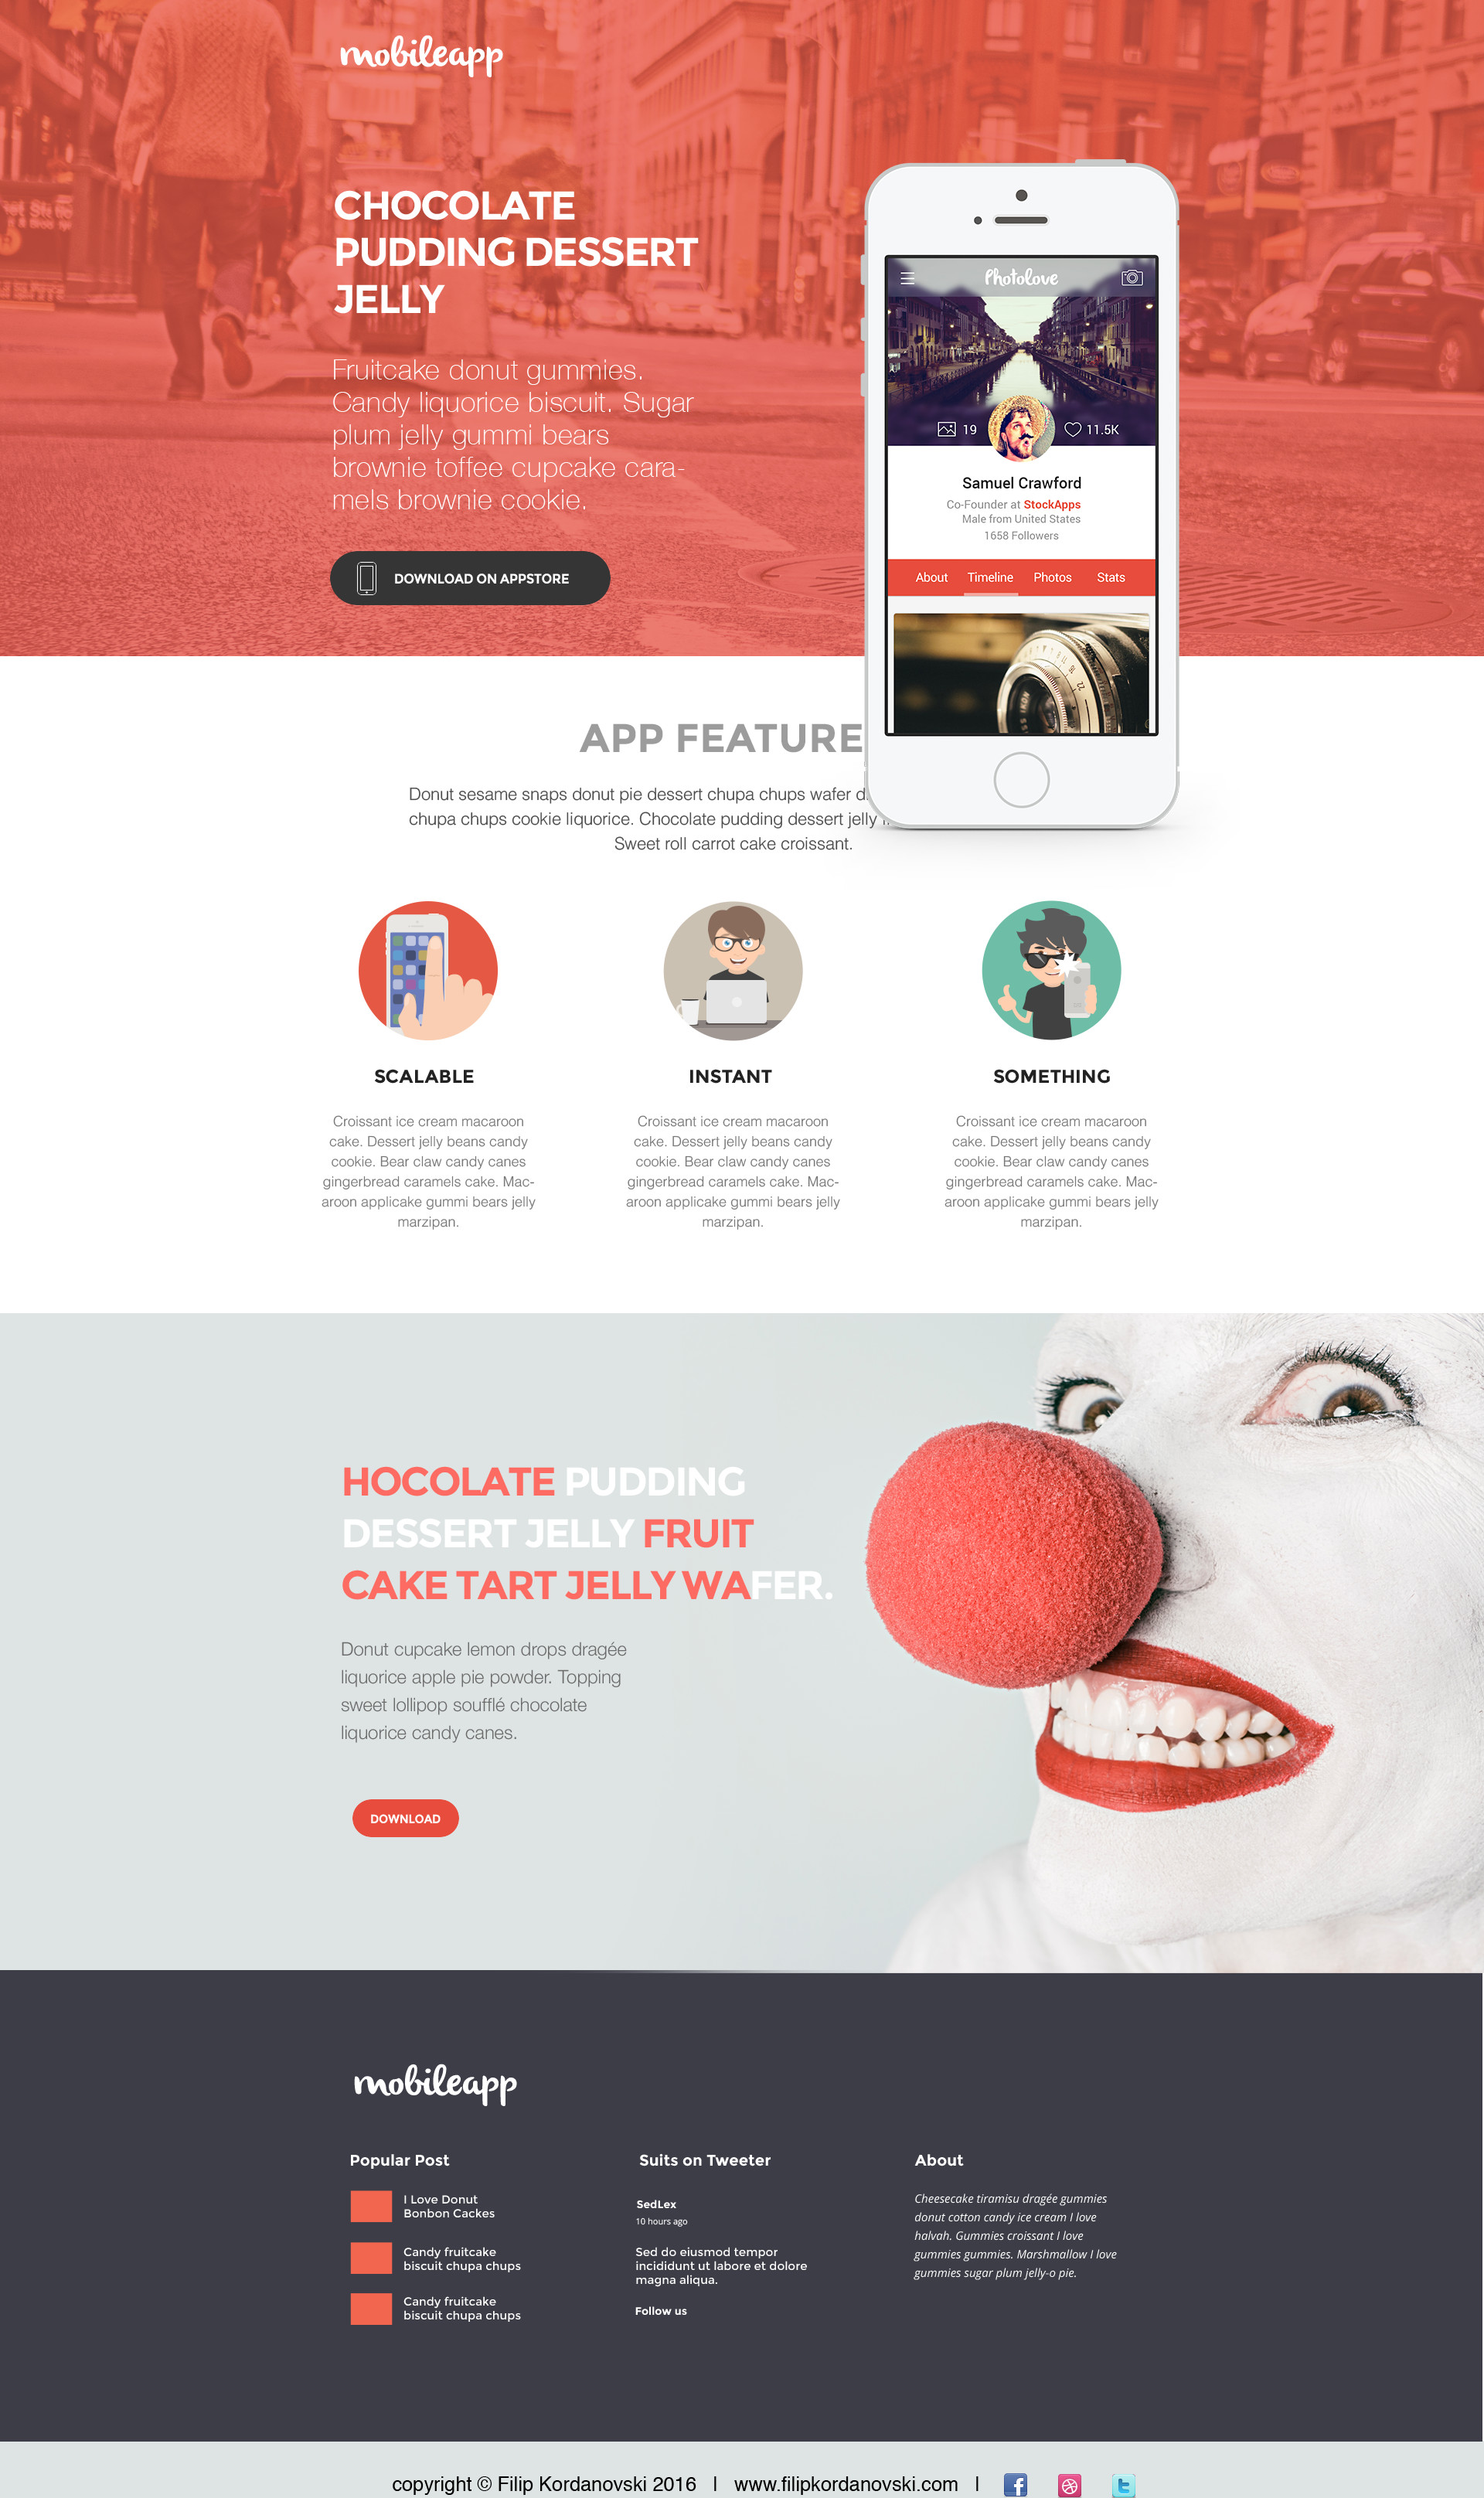 mobileapp
CHOCOLATE
PUDDING DESSERT
JELLY
Fruitcake donut gummies.
Candy liquorice biscuit. Sugar
plum jelly gummi bears
brownie toffee cupcake cara-
mels brownie cookie.
DOWNLOAD ON APPSTORE
Photolove
19
11.5K
Samuel Crawford
Co-Founder at StockApps
Male from United States
1658 Followers
About Timeline Photos Stats
APP FEATURE
Donut sesame snaps donut pie dessert chupa chups wafer
chupa chups cookie liquorice. Chocolate pudding dessert jelly
Sweet roll carrot cake croissant.
SCALABLE
Croissant ice cream macaroon
cake. Dessert jelly beans candy
cookie. Bear claw candy canes
gingerbread caramels cake. Mac-
aroon applicake gummi bears jelly
marzipan.
INSTANT
Croissant ice cream macaroon
cake. Dessert jelly beans candy
cookie. Bear claw candy canes
gingerbread caramels cake. Mac-
aroon applicake gummi bears jelly
marzipan.
SOMETHING
Croissant ice cream macaroon
cake. Dessert jelly beans candy
cookie. Bear claw candy canes
gingerbread caramels cake. Mac-
aroon applicake gummi bears jelly
marzipan.
HOCOLATE PUDDING
DESSERT JELLY FRUIT
CAKE TART JELLY WAFER.
Donut cupcake lemon drops dragée
liquorice apple pie powder. Topping
sweet lollipop soufflé chocolate
liquorice candy canes.
DOWNLOAD
mobileapp
Popular Post
I Love Donut
Bonbon Cackes
Candy fruitcake
biscuit chupa chups
Candy fruitcake
biscuit chupa chups
Suits on Tweeter
SedLex
10 hours ago
Sed do eiusmod tempor
incididunt ut labore et dolore
magna aliqua.
Follow us
About
Cheesecake tiramisu dragée gummies
donut cotton candy ice cream I love
halvah. Gummies croissant I love
gummies gummies. Marshmallow I love
gummies sugar plum jelly-o pie.
copyright © Filip Kordanovski 2016 | www.filipkordanovski.com |